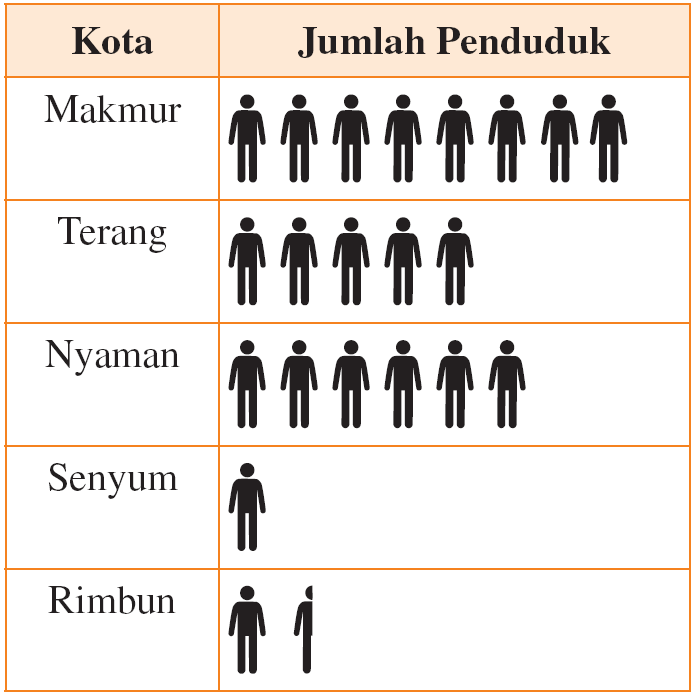 Kota Jumlah Penduduk
Makmur
Terang
Nyaman
Senyum
Rimbun